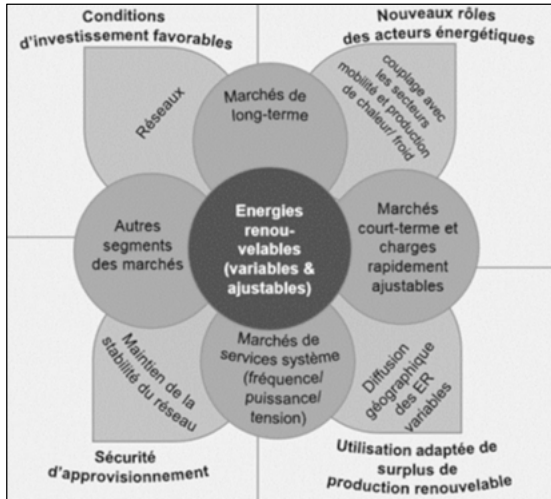 Conditions
d'investissement favorables
Nouveaux rôles
des acteurs énergétiques
Réseaux
Marchés de
long-terme
couplage avec
les secteurs
mobilité et production
de chaleur/ froid
Autres
segments
des marchés
Energies
renou-
velables
(variables &
ajustables)
Marchés
court-terme et
charges
rapidement
ajustables
Maintien de la
stabilité du réseau
Marchés de
services système
(fréquence/
puissance/
tension)
Diffusion
géographique
des ER
variables
Sécurité
d'approvisionnement
Utilisation adaptée de
surplus de
production renouvelable